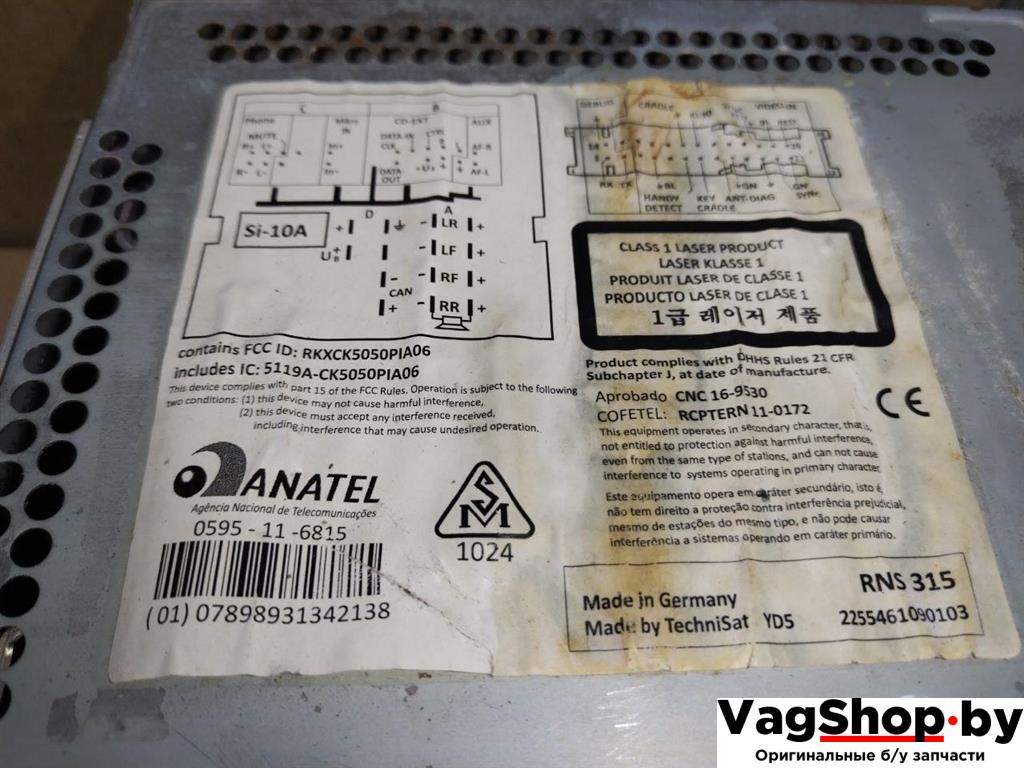 C B
Phone Mike CD-EXT AUX
MUTE IN DATA-IN
CLK AF-R
R- L- In- DATA- AF-L
OUT
D A
Si-10A + - LR +
- LF +
- - RF +
CAN
+ - RR +
DEBUG CRADLE VIDEO IN
RX TX HANDY KEY ANT-DIAG SYNC
DETECT CRADLE
CLASS 1 LASER PRODUCT
LASER KLASSE 1
PRODUIT LASER DE CLASSE 1
PRODUCTO LASER DE CLASE 1
1급 레이저 제품
contains FCC ID: RKXCK5050PIA06
includes IC: 5119A-CK5050PIA06
This device complies with part 15 of the FCC Rules. Operation is subject to the following
two conditions: (1) this device may not cause harmful interference,
(2) this device must accept any interference received,
including interference that may cause undesired operation.
Product complies with DHHS Rules 21 CFR
Subchapter J, at date of manufacture.
Aprobado CNC 16-9530
COFETEL: RCPTERN 11-0172
CE
This equipment operates in secondary character, that is,
not entitled to protection against harmful interference,
even from the same type of stations, and can not cause
interference to systems operating in primary character
Este equipamento opera em caráter secundário, isto é,
não tem direito a proteção contra interferência prejudicial,
mesmo de estações do mesmo tipo, e não pode causar
interferência a sistemas operando em caráter primário.
ANATEL
Agência Nacional de Telecomunicações
0595 - 11 - 6815
(01) 07898931342138
S
M
1024
RNS 315
Made in Germany
Made by TechniSat YD5 2255461090103
VagShop.by
Оригинальные б/у запчасти